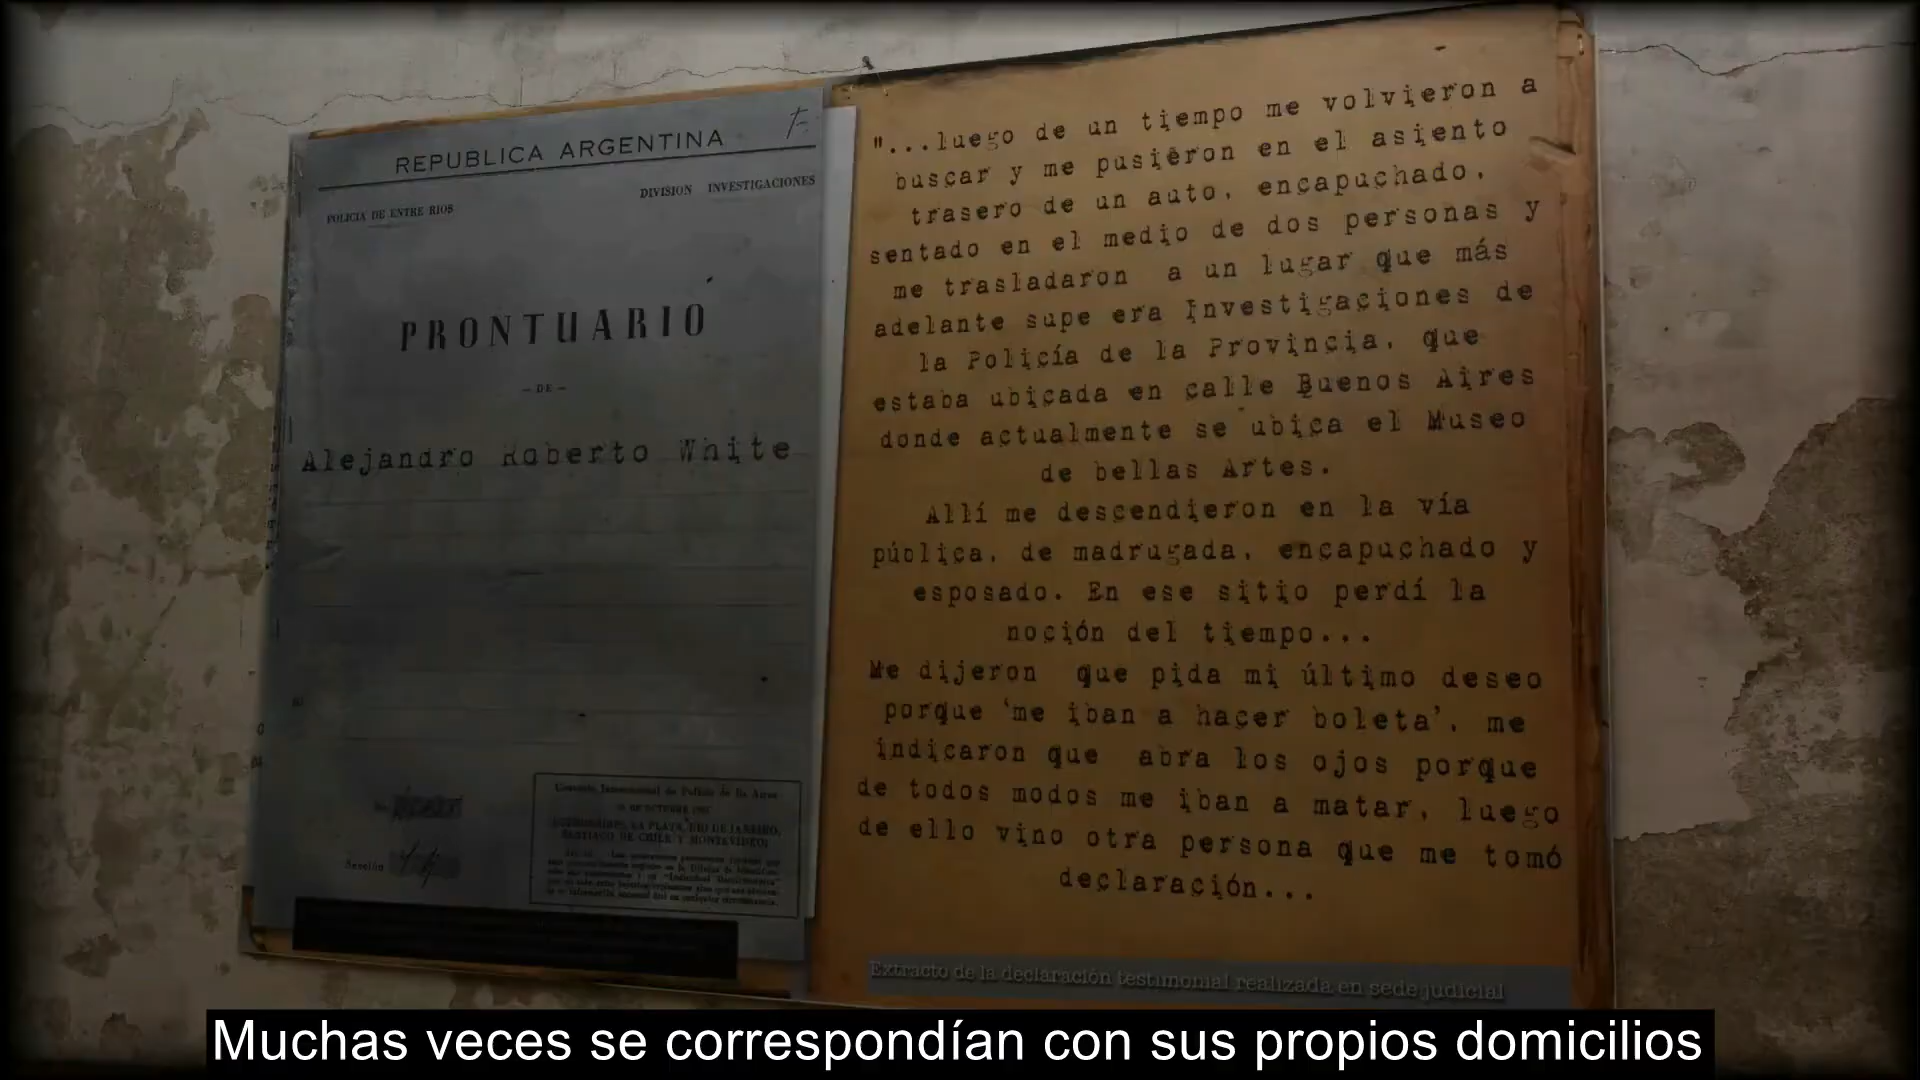 REPUBLICA ARGENTINA
POLICIA DE ENTRE RIOS
DIVISION INVESTIGACIONES
PRONTUARIO
— DE —
Alejandro Roberto White
Sección
"...luego de un tiempo me volvieron a
buscar y me pusiéron en el asiento
trasero de un auto, encapuchado,
sentado en el medio de dos personas y
me trasladaron a un lugar que más
adelante supe era Investigaciones de
la Policía de la Provincia, que
estaba ubicada en calle Buenos Aires
donde actualmente se ubica el Museo
de bellas Artes.
Allí me descendieron en la vía
pública, de madrugada, encapuchado y
esposado. En ese sitio perdí la
noción del tiempo...
Me dijeron que pida mi último deseo
porque 'me iban a hacer boleta', me
indicaron que abra los ojos porque
de todos modos me iban a matar, luego
de ello vino otra persona que me tomó
declaración...
Extracto de la declaración testimonial realizada en sede judicial
Muchas veces se correspondían con sus propios domicilios